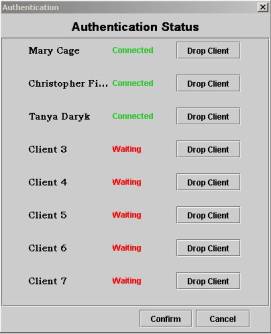 Authentication
Authentication Status
Mary Cage Connected Drop Client
Christopher Fi... Connected Drop Client
Tanya Daryk Connected Drop Client
Client 3 Waiting Drop Client
Client 4 Waiting Drop Client
Client 5 Waiting Drop Client
Client 6 Waiting Drop Client
Client 7 Waiting Drop Client
Confirm Cancel